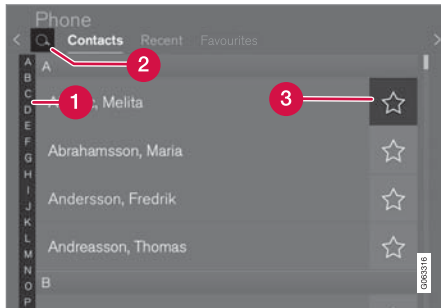 Phone
Contacts Recent Favourites
2
A
A
B
C
D
E
F
G
H
I
J
K
L
M
N
O
P
1
, Melita
3
Abrahamsson, Maria
Andersson, Fredrik
Andreasson, Thomas
B
G063316